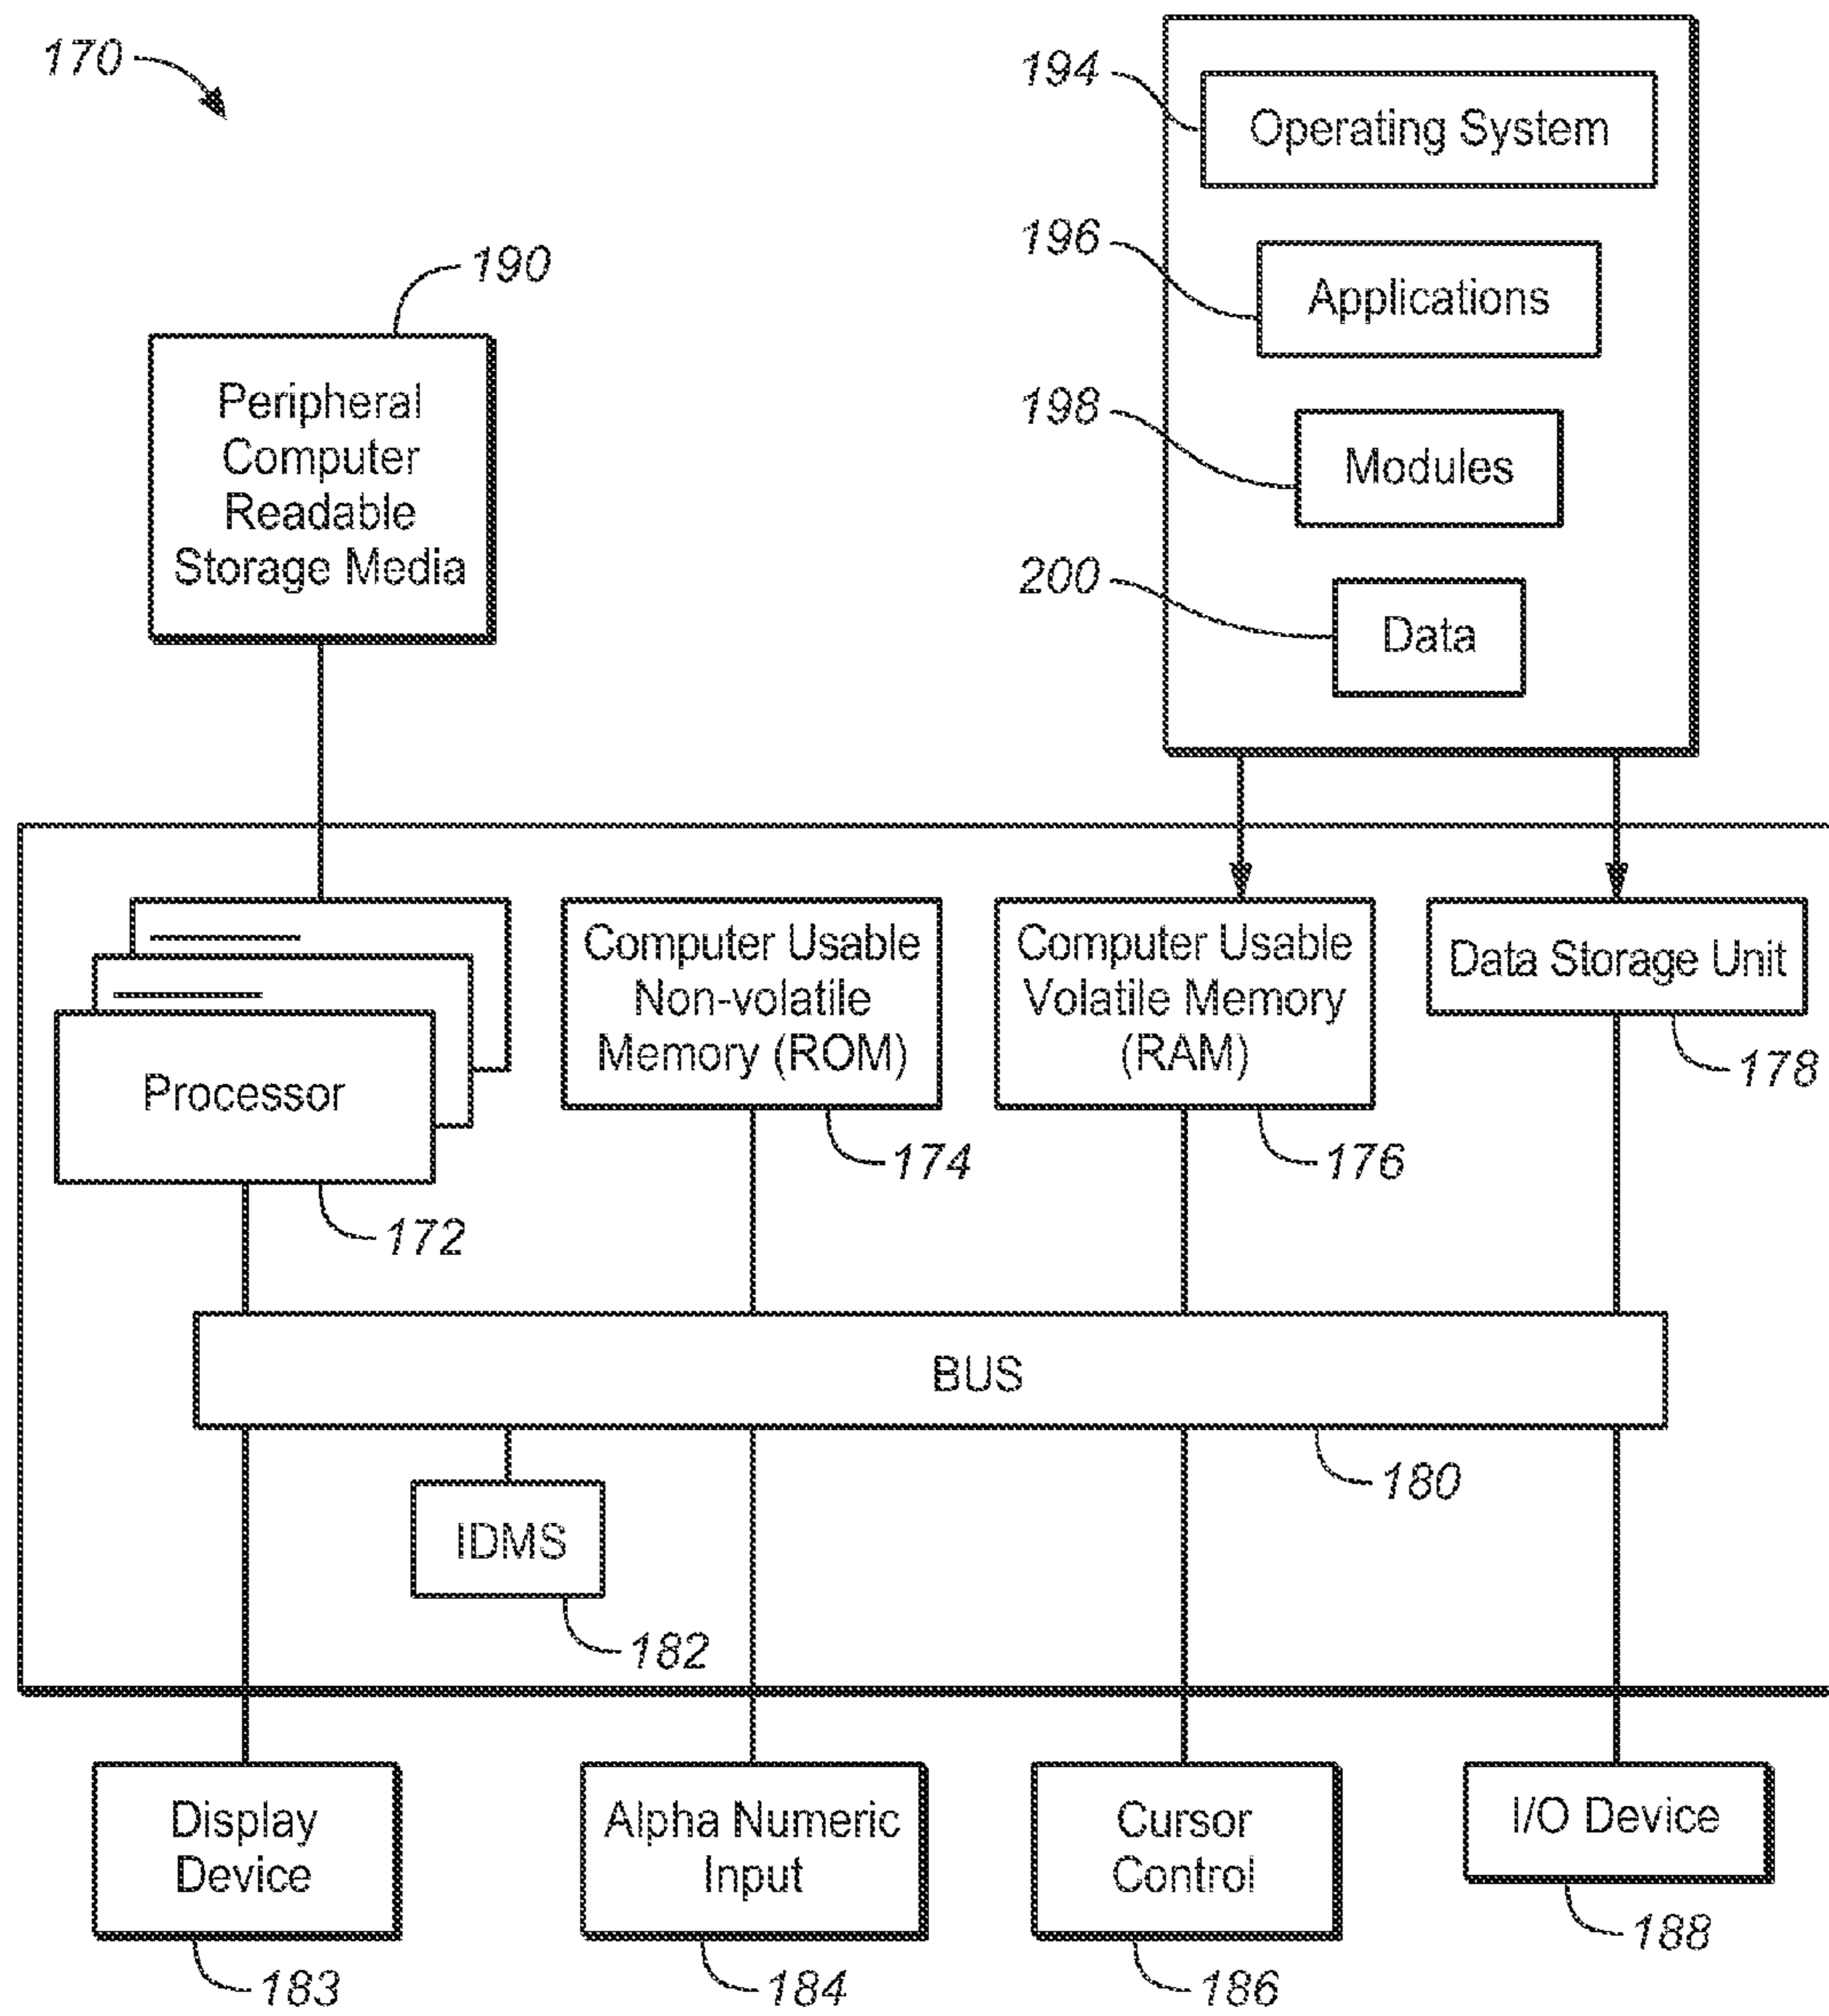 170
194
Operating System
196
Applications
198
Modules
200
Data
190
Peripheral
Computer
Readable
Storage Media
Processor
172
Computer Usable
Non-volatile
Memory (ROM)
174
Computer Usable
Volatile Memory
(RAM)
176
Data Storage Unit
178
BUS
180
IDMS
182
Display
Device
183
Alpha Numeric
Input
184
Cursor
Control
186
I/O Device
188